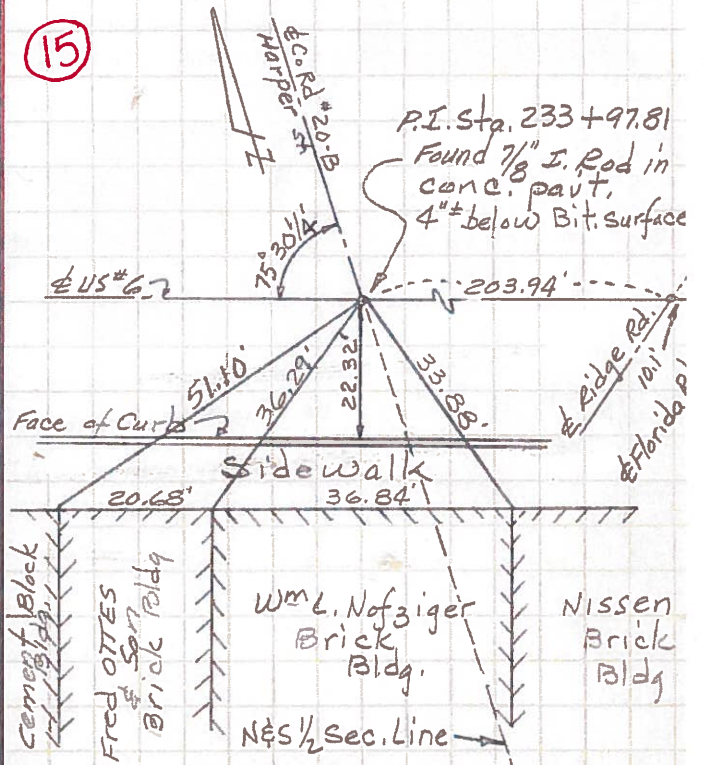 15
℄ Co. Rd #20-B
Harper St
P.I. Sta. 233+97.81
Found 7/8" I. Rod in
conc. pavt.
4"± below Bit. Surface
75° 30 1/4'
℄ US #6
203.94'
51.10'
36.29'
22.32'
33.88'
℄ Ridge Rd.
10.1'
℄ Florida
Face of Curb
Sidewalk
20.68'
36.84'
Cement Block
Bldg.
Fred OTTES
& Son
Brick Bldg
Wm L. Nofziger
Brick
Bldg.
Nissen
Brick
Bldg
N&S 1/2 Sec. Line